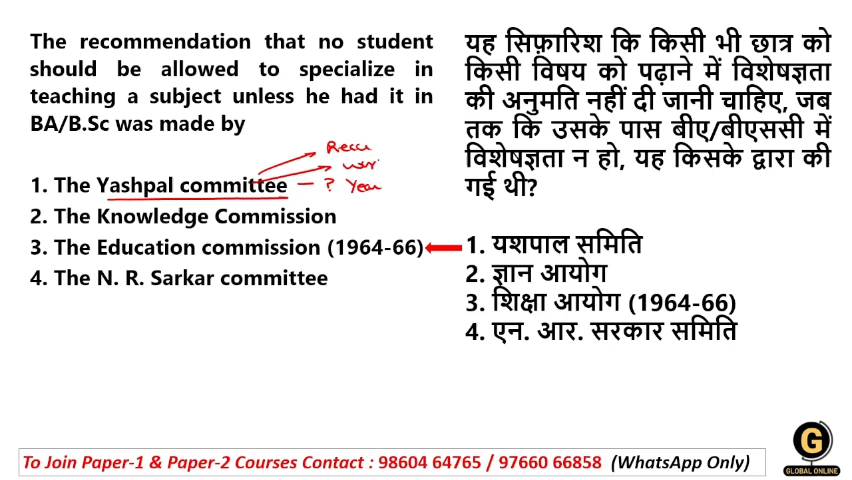 The recommendation that no student
should be allowed to specialize in
teaching a subject unless he had it in
BA/B.Sc was made by
1. The Yashpal committee
? Year
2. The Knowledge Commission
3. The Education commission (1964-66)
4. The N. R. Sarkar committee
यह सिफ़ारिश कि किसी भी छात्र को
किसी विषय को पढ़ाने में विशेषज्ञता
की अनुमति नहीं दी जानी चाहिए, जब
तक कि उसके पास बीए/बीएससी में
विशेषज्ञता न हो, यह किसके द्वारा की
गई थी?
1. यशपाल समिति
2. ज्ञान आयोग
3. शिक्षा आयोग (1964-66)
4. एन. आर. सरकार समिति
To Join Paper-1 & Paper-2 Courses Contact : 98604 64765 / 97660 66858 (WhatsApp Only)
G
GLOBAL ONLINE